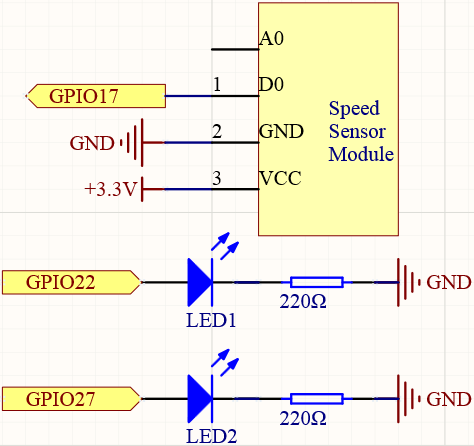 A0
GPIO17
1
D0
GND
2
GND
+3.3V
3
VCC
Speed
Sensor
Module
GPIO22
LED1
220Ω
GND
GPIO27
LED2
220Ω
GND